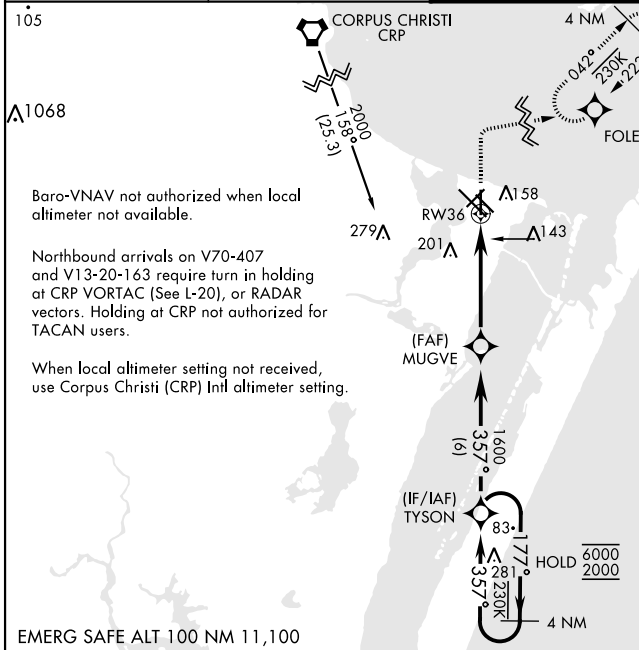 105
CORPUS CHRISTI
CRP
4 NM
042°
230K
222
FOLE
1068
2000
158°
(25.3)
Baro-VNAV not authorized when local
altimeter not available.
158
RW36
279
201
143
Northbound arrivals on V70-407
and V13-20-163 require turn in holding
at CRP VORTAC (See L-20), or RADAR
vectors. Holding at CRP not authorized for
TACAN users.
(FAF)
MUGVE
When local altimeter setting not received,
use Corpus Christi (CRP) Intl altimeter setting.
1600
357°
(6)
(IF/IAF)
TYSON
83
177°
HOLD
6000
2000
281
230K
357°
4 NM
EMERG SAFE ALT 100 NM 11,100